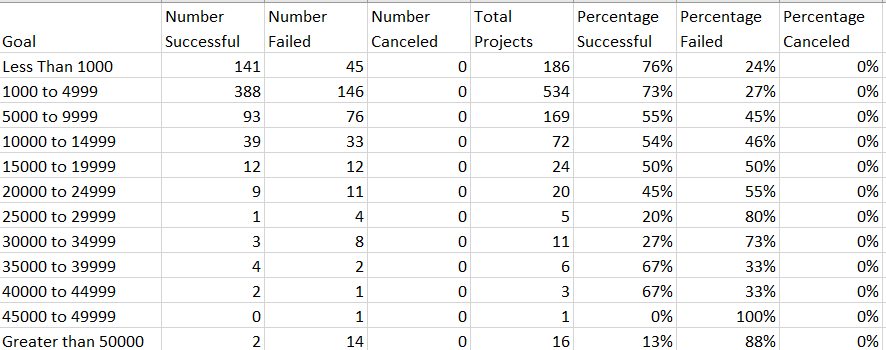 Goal Number Successful Number Failed Number Canceled Total Projects Percentage Successful Percentage Failed Percentage Canceled
Less Than 1000 141 45 0 186 76% 24% 0%
1000 to 4999 388 146 0 534 73% 27% 0%
5000 to 9999 93 76 0 169 55% 45% 0%
10000 to 14999 39 33 0 72 54% 46% 0%
15000 to 19999 12 12 0 24 50% 50% 0%
20000 to 24999 9 11 0 20 45% 55% 0%
25000 to 29999 1 4 0 5 20% 80% 0%
30000 to 34999 3 8 0 11 27% 73% 0%
35000 to 39999 4 2 0 6 67% 33% 0%
40000 to 44999 2 1 0 3 67% 33% 0%
45000 to 49999 0 1 0 1 0% 100% 0%
Greater than 50000 2 14 0 16 13% 88% 0%